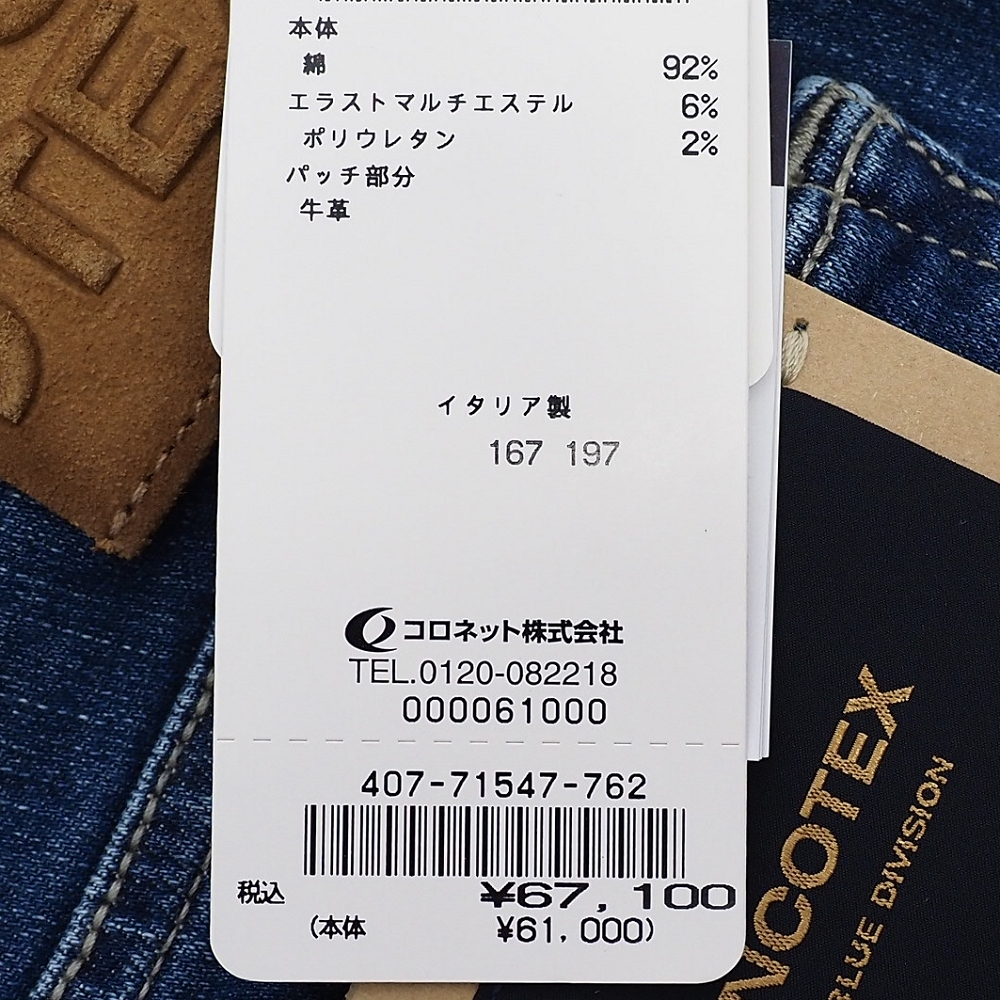 本体
綿 92%
エラストマルチエステル 6%
ポリウレタン 2%
パッチ部分
牛革
イタリア製
167 197
コロネット株式会社
TEL.0120-082218
000061000
407-71547-762
税込 ¥67,100
(本体 ¥61,000)
NCOTEX
BLUE DIVISION